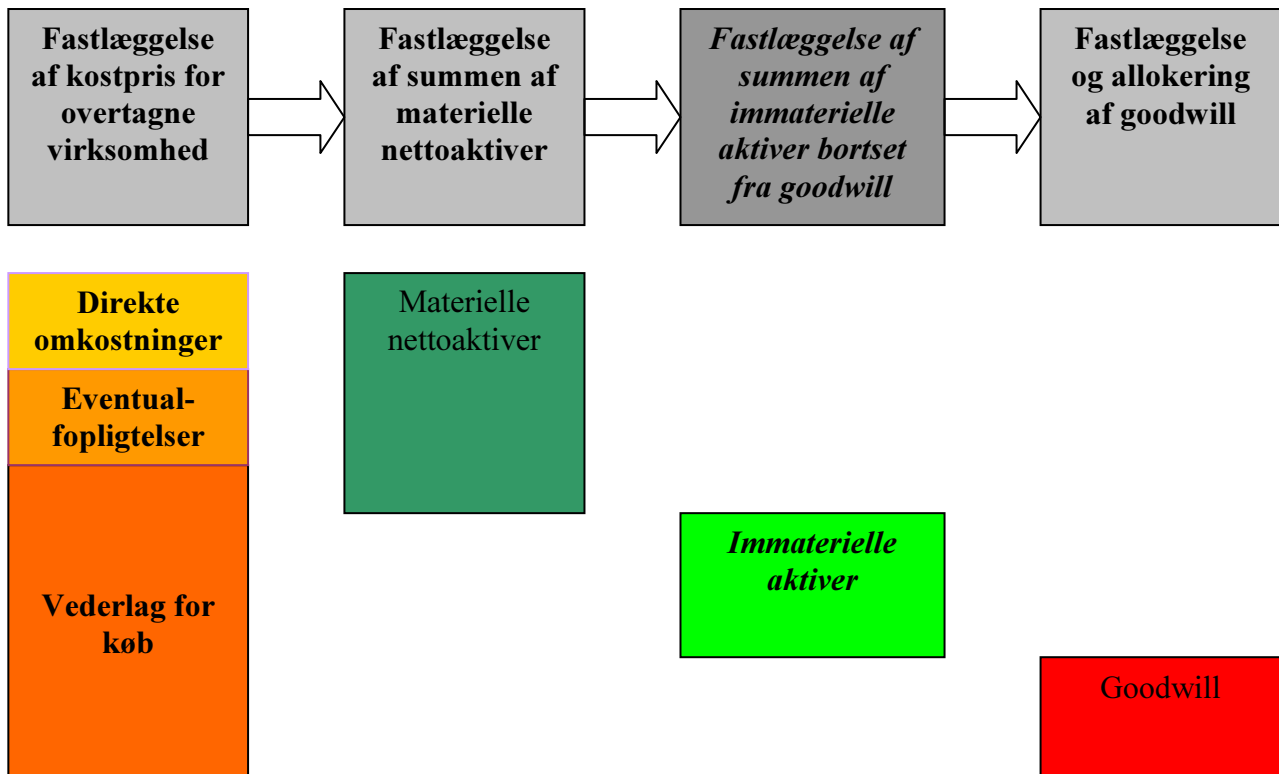 Fastlæggelse
af kostpris for
overtagne
virksomhed
Fastlæggelse
af summen af
materielle
nettoaktiver
Fastlæggelse af
summen af
immaterielle
aktiver bortset
fra goodwill
Fastlæggelse
og allokering
af goodwill
Direkte
omkostninger
Eventual-
fopligtelser
Vederlag for
køb
Materielle
nettoaktiver
Immaterielle
aktiver
Goodwill